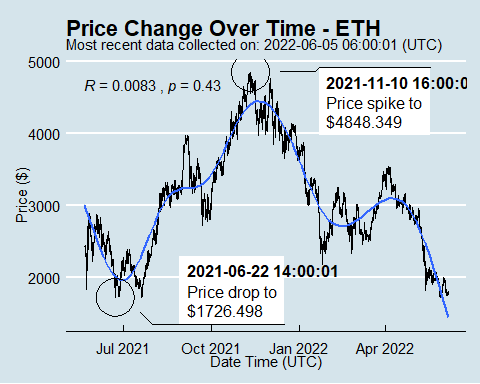 Price Change Over Time - ETH
Most recent data collected on: 2022-06-05 06:00:01 (UTC)
5000
R = 0.0083 , p = 0.43
2021-11-10 16:00:0
Price spike to
$4848.349
4000
3000
Price ($)
2000
2021-06-22 14:00:01
Price drop to
$1726.498
Jul 2021
Oct 2021
Jan 2022
Apr 2022
Date Time (UTC)